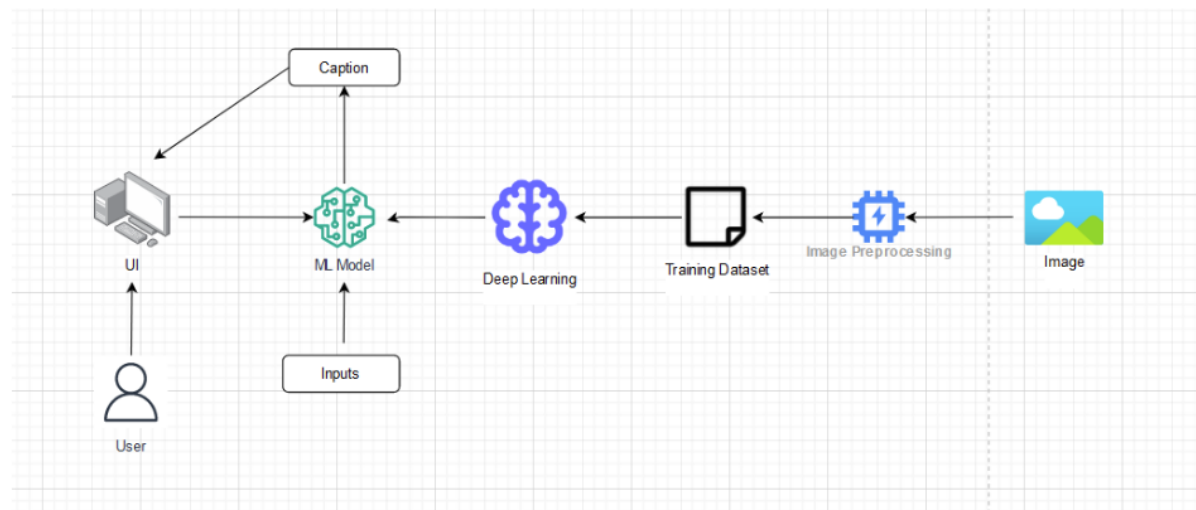 Caption
UI
ML Model
Deep Learning
Training Dataset
Image Preprocessing
Image
Inputs
User